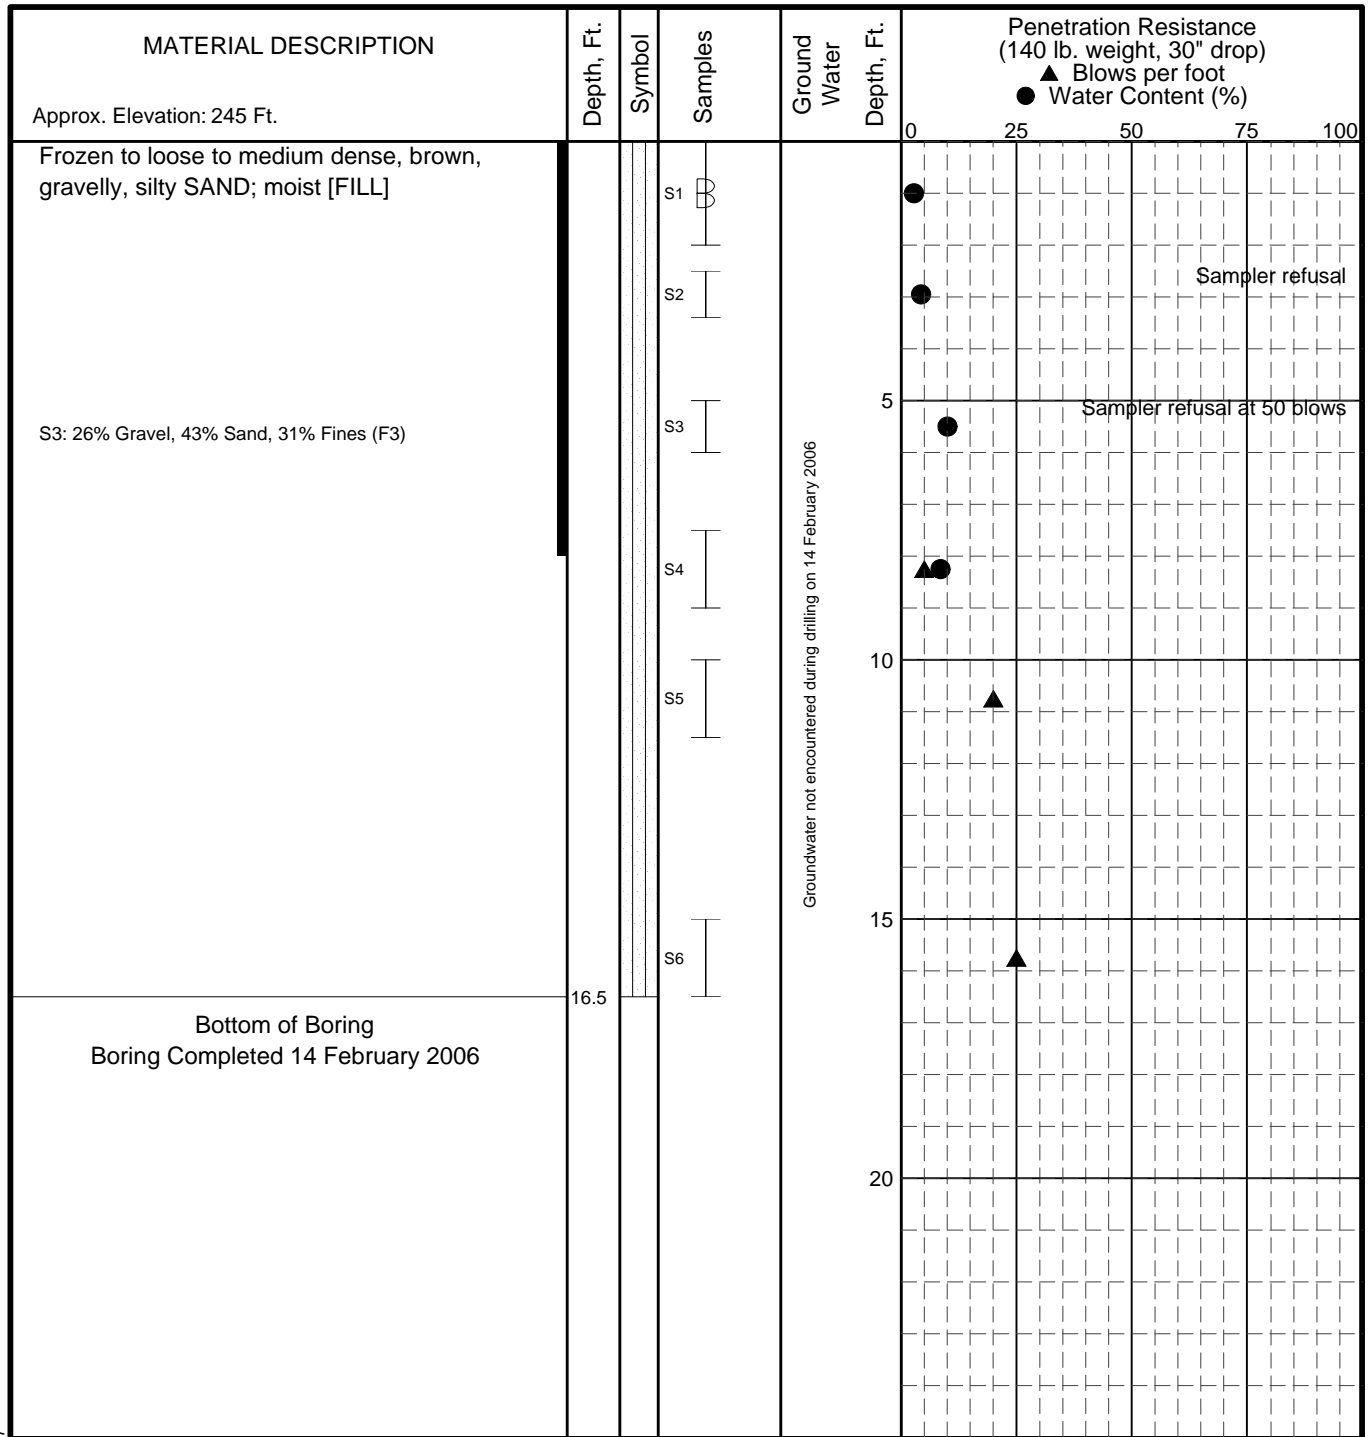 MATERIAL DESCRIPTION
Approx. Elevation: 245 Ft.
Depth, Ft.
Symbol
Samples
Ground
Water
Depth, Ft.
Penetration Resistance
(140 lb. weight, 30" drop)
▲ Blows per foot
● Water Content (%)
0 25 50 75 100
Frozen to loose to medium dense, brown,
gravelly, silty SAND; moist [FILL]
S1
S2
Sampler refusal
5
Sampler refusal at 50 blows
S3
S3: 26% Gravel, 43% Sand, 31% Fines (F3)
Groundwater not encountered during drilling on 14 February 2006
S4
10
S5
15
S6
16.5
Bottom of Boring
Boring Completed 14 February 2006
20